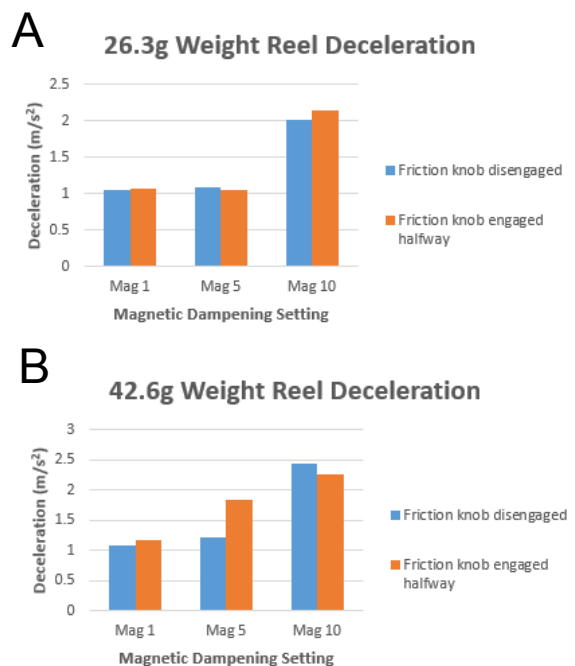 A
26.3g Weight Reel Deceleration
2.5
2
1.5
1
0.5
0
Deceleration (m/s²)
Mag 1 Mag 5 Mag 10
Magnetic Dampening Setting
Friction knob disengaged
Friction knob engaged
halfway
B
42.6g Weight Reel Deceleration
3
2.5
2
1.5
1
0.5
0
Deceleration (m/s²)
Mag 1 Mag 5 Mag 10
Magnetic Dampening Setting
Friction knob disengaged
Friction knob engaged
halfway